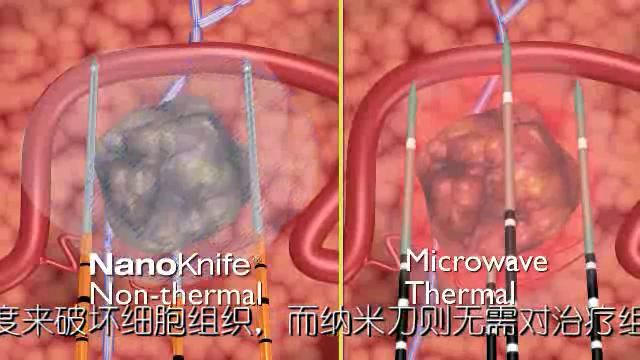 NanoKnife
Non-thermal
Microwave
Thermal
度来破坏细胞组织，而纳米刀则无需对治疗组